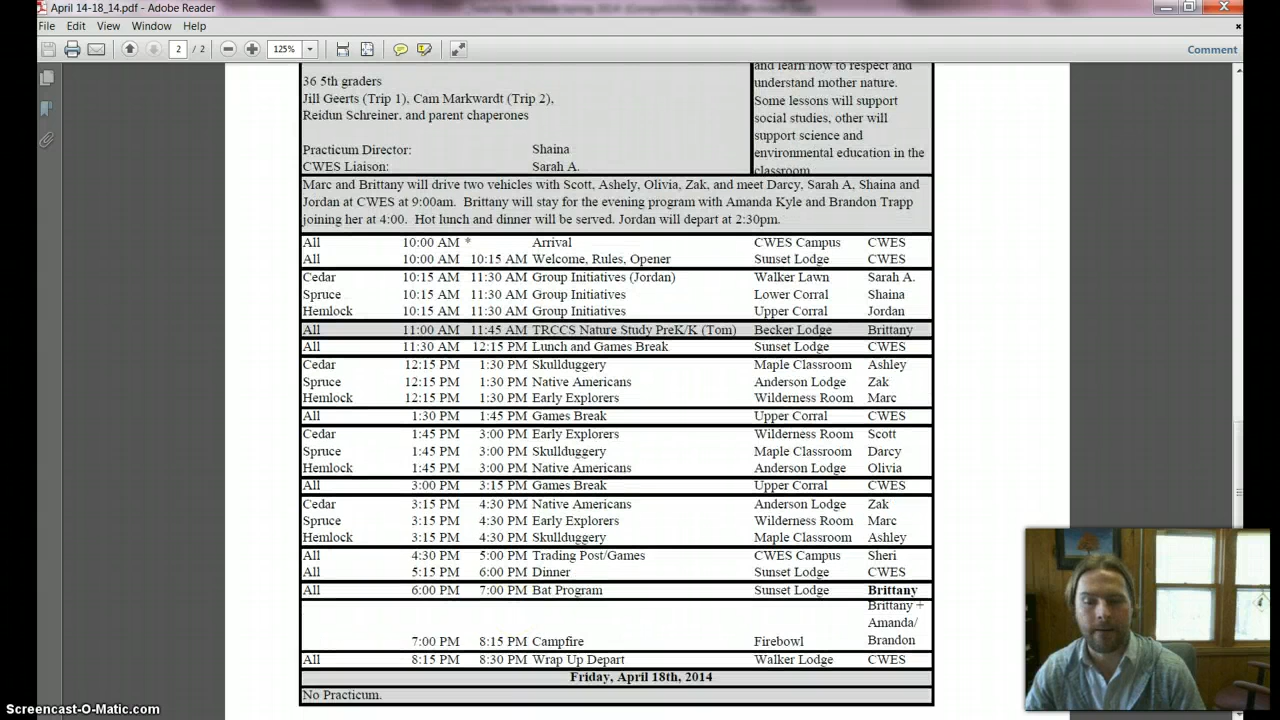 April 14-18_14.pdf - Adobe Reader
File Edit View Window Help
2 / 2 125% Comment
and learn how to respect and
36 5th graders understand mother nature.
Jill Geerts (Trip 1), Cam Markwardt (Trip 2), Some lessons will support
Reidun Schreiner. and parent chaperones social studies, other will
support science and
Practicum Director: Shaina environmental education in the
CWES Liaison: Sarah A. classroom
Marc and Brittany will drive two vehicles with Scott, Ashely, Olivia, Zak, and meet Darcy, Sarah A, Shaina and
Jordan at CWES at 9:00am. Brittany will stay for the evening program with Amanda Kyle and Brandon Trapp
joining her at 4:00. Hot lunch and dinner will be served. Jordan will depart at 2:30pm.
All 10:00 AM * Arrival CWES Campus CWES
All 10:00 AM 10:15 AM Welcome, Rules, Opener Sunset Lodge CWES
Cedar 10:15 AM 11:30 AM Group Initiatives (Jordan) Walker Lawn Sarah A.
Spruce 10:15 AM 11:30 AM Group Initiatives Lower Corral Shaina
Hemlock 10:15 AM 11:30 AM Group Initiatives Upper Corral Jordan
All 11:00 AM 11:45 AM TRCCS Nature Study PreK/K (Tom) Becker Lodge Brittany
All 11:30 AM 12:15 PM Lunch and Games Break Sunset Lodge CWES
Cedar 12:15 PM 1:30 PM Skullduggery Maple Classroom Ashley
Spruce 12:15 PM 1:30 PM Native Americans Anderson Lodge Zak
Hemlock 12:15 PM 1:30 PM Early Explorers Wilderness Room Marc
All 1:30 PM 1:45 PM Games Break Upper Corral CWES
Cedar 1:45 PM 3:00 PM Early Explorers Wilderness Room Scott
Spruce 1:45 PM 3:00 PM Skullduggery Maple Classroom Darcy
Hemlock 1:45 PM 3:00 PM Native Americans Anderson Lodge Olivia
All 3:00 PM 3:15 PM Games Break Upper Corral CWES
Cedar 3:15 PM 4:30 PM Native Americans Anderson Lodge Zak
Spruce 3:15 PM 4:30 PM Early Explorers Wilderness Room Marc
Hemlock 3:15 PM 4:30 PM Skullduggery Maple Classroom Ashley
All 4:30 PM 5:00 PM Trading Post/Games CWES Campus Sheri
All 5:15 PM 6:00 PM Dinner Sunset Lodge CWES
All 6:00 PM 7:00 PM Bat Program Sunset Lodge Brittany
Brittany +
Amanda/
7:00 PM 8:15 PM Campfire Firebowl Brandon
All 8:15 PM 8:30 PM Wrap Up Depart Walker Lodge CWES
Friday, April 18th, 2014
No Practicum.
Screencast-O-Matic.com